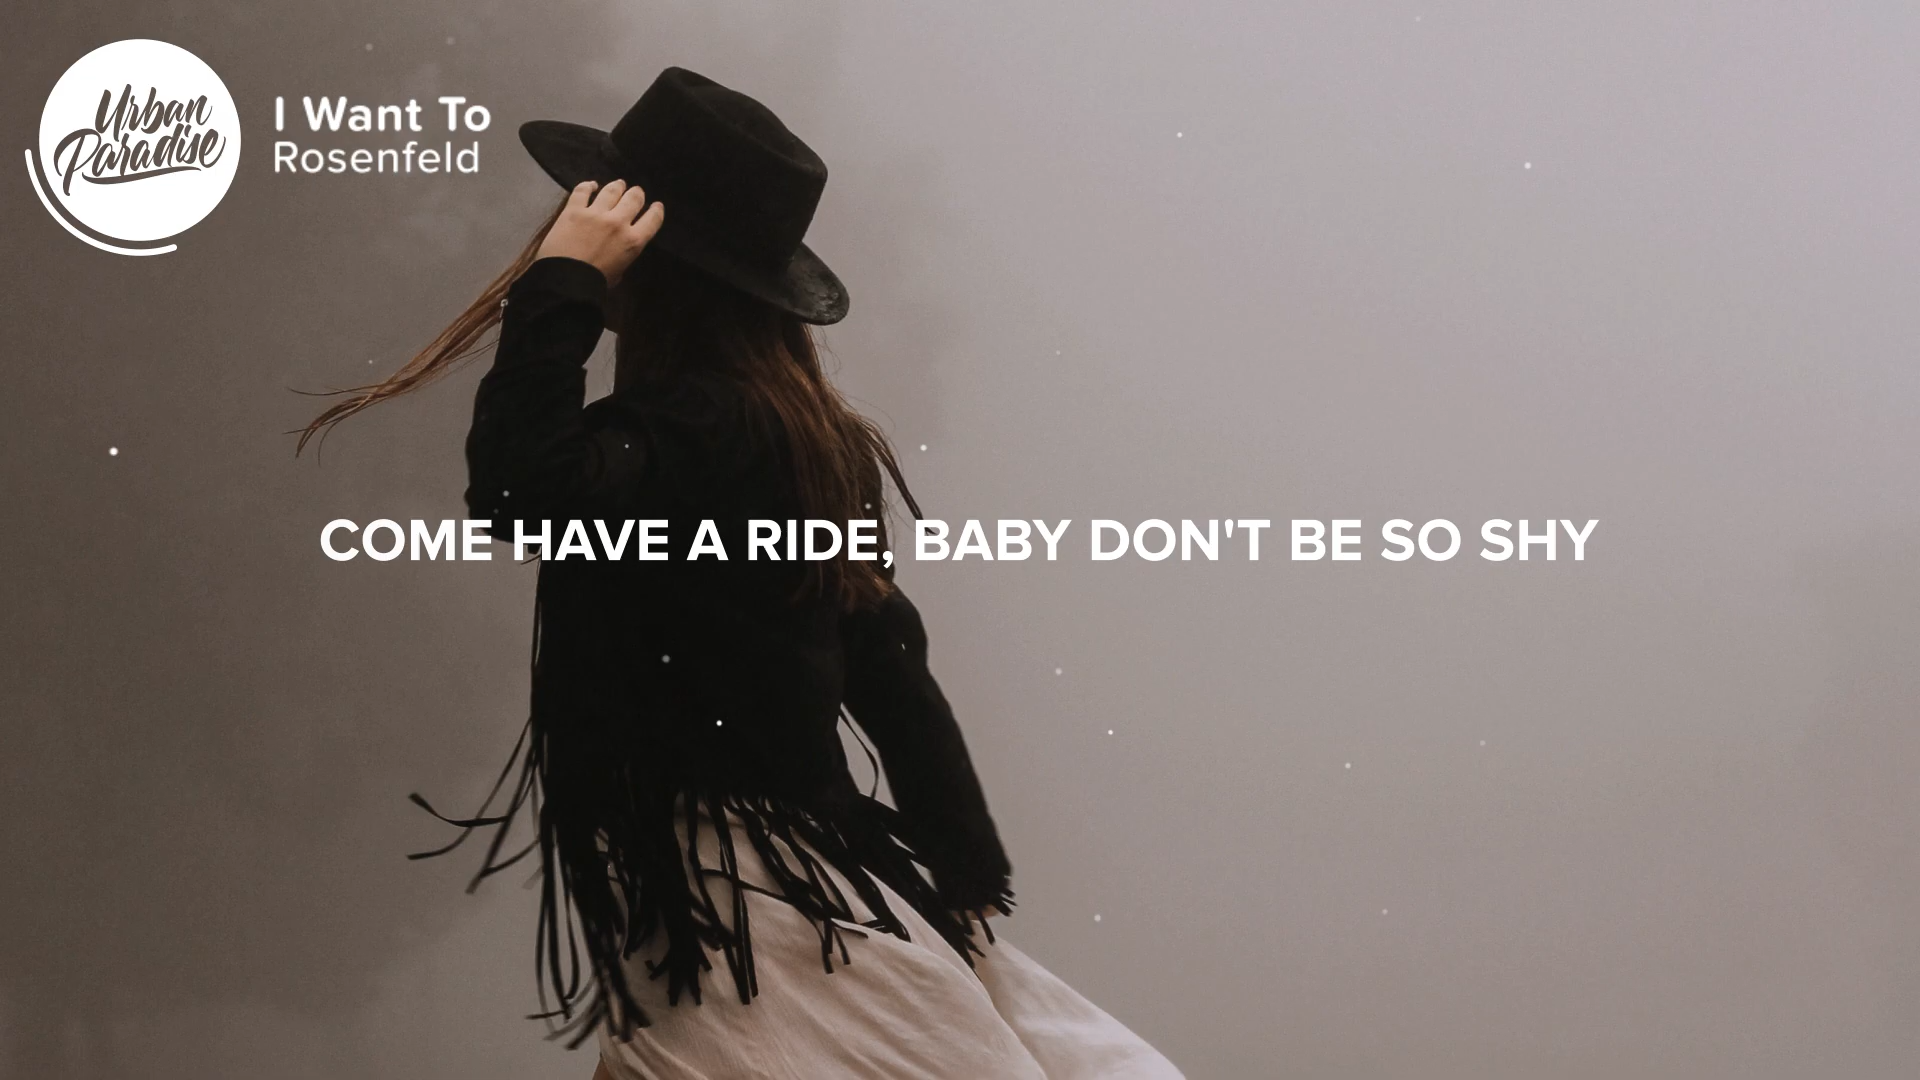 Urban
Paradise
I Want To
Rosenfeld
COME HAVE A RIDE, BABY DON'T BE SO SHY